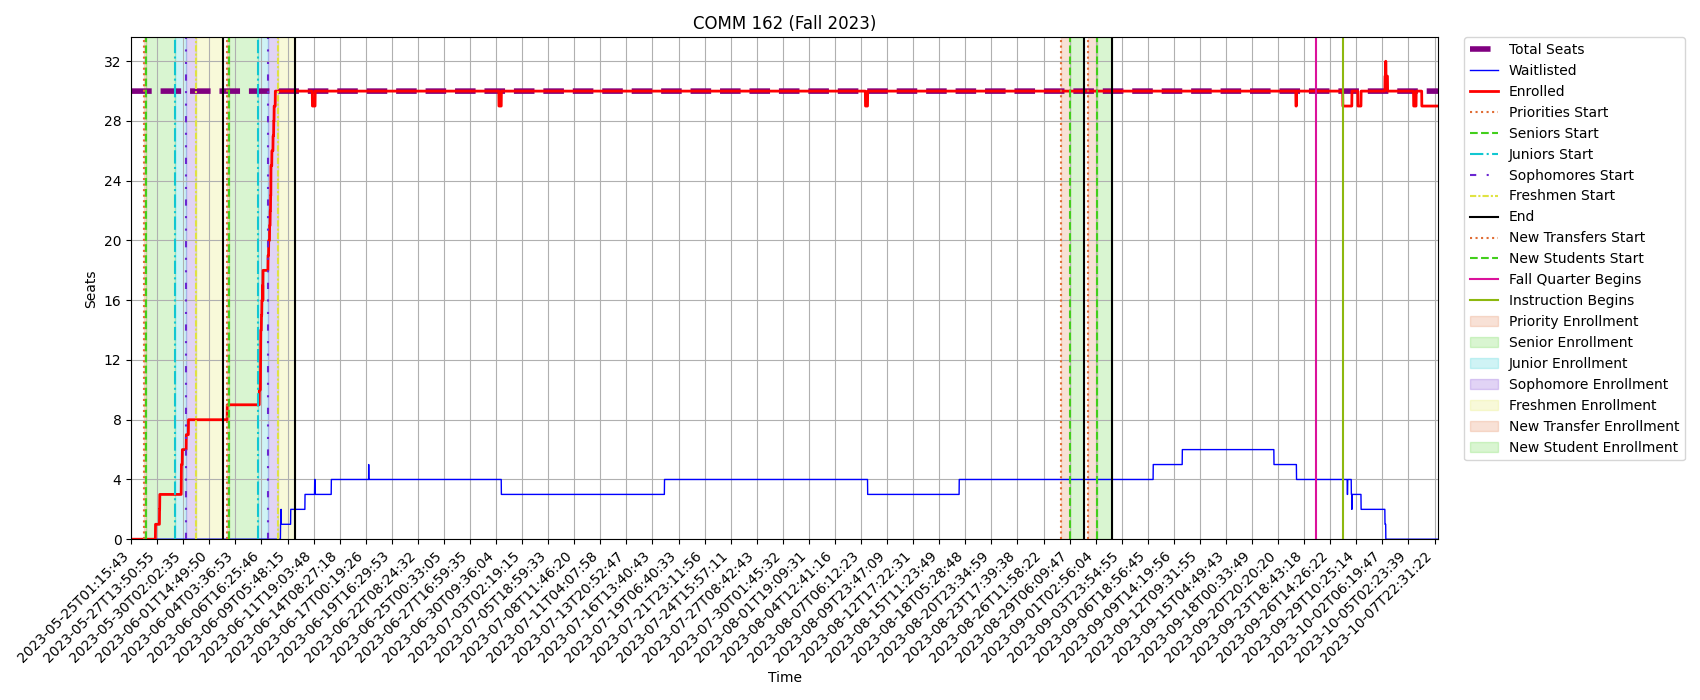 COMM 162 (Fall 2023)
32
28
24
20
16
12
8
4
0
Seats
2023-05-25T01:15:43
2023-05-27T13:50:55
2023-05-30T02:02:35
2023-06-01T14:49:50
2023-06-04T03:36:53
2023-06-06T16:25:46
2023-06-09T05:48:15
2023-06-11T19:03:48
2023-06-14T08:27:18
2023-06-17T00:19:26
2023-06-19T16:29:53
2023-06-22T08:24:32
2023-06-25T00:33:05
2023-06-27T16:59:35
2023-06-30T09:36:04
2023-07-03T02:19:15
2023-07-05T18:59:33
2023-07-08T11:46:20
2023-07-11T04:07:58
2023-07-13T20:52:47
2023-07-16T13:40:43
2023-07-19T06:40:33
2023-07-21T23:11:56
2023-07-24T15:57:11
2023-07-27T08:42:43
2023-07-30T01:45:32
2023-08-01T19:09:31
2023-08-04T12:41:16
2023-08-07T06:12:23
2023-08-09T23:47:09
2023-08-12T17:22:31
2023-08-15T11:23:49
2023-08-18T05:28:48
2023-08-20T23:34:59
2023-08-23T17:39:38
2023-08-26T11:58:22
2023-08-29T06:09:47
2023-09-01T02:56:04
2023-09-03T23:54:55
2023-09-06T18:56:45
2023-09-09T14:19:56
2023-09-12T09:31:55
2023-09-15T04:49:43
2023-09-18T00:33:49
2023-09-20T20:20:20
2023-09-23T18:43:18
2023-09-26T14:26:22
2023-09-29T10:25:14
2023-10-02T06:19:47
2023-10-05T02:23:39
2023-10-07T22:31:22
Time
Total Seats
Waitlisted
Enrolled
Priorities Start
Seniors Start
Juniors Start
Sophomores Start
Freshmen Start
End
New Transfers Start
New Students Start
Fall Quarter Begins
Instruction Begins
Priority Enrollment
Senior Enrollment
Junior Enrollment
Sophomore Enrollment
Freshmen Enrollment
New Transfer Enrollment
New Student Enrollment